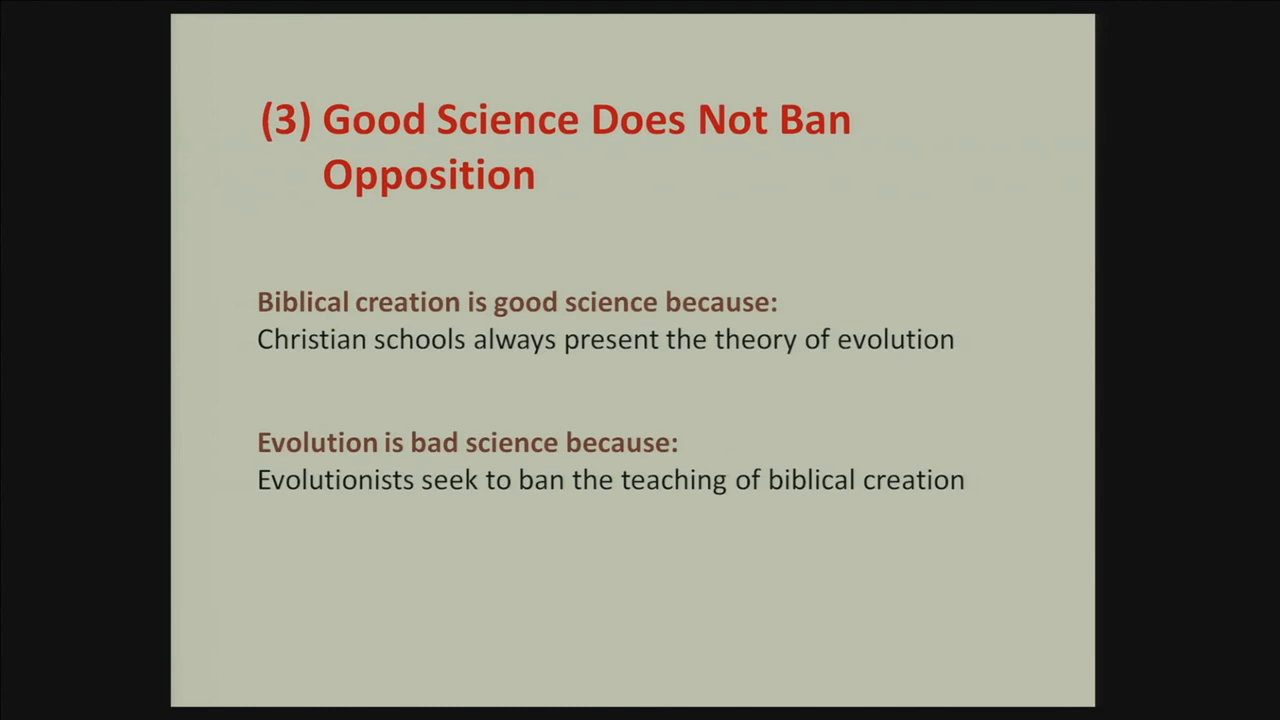 (3) Good Science Does Not Ban
Opposition
Biblical creation is good science because:
Christian schools always present the theory of evolution
Evolution is bad science because:
Evolutionists seek to ban the teaching of biblical creation